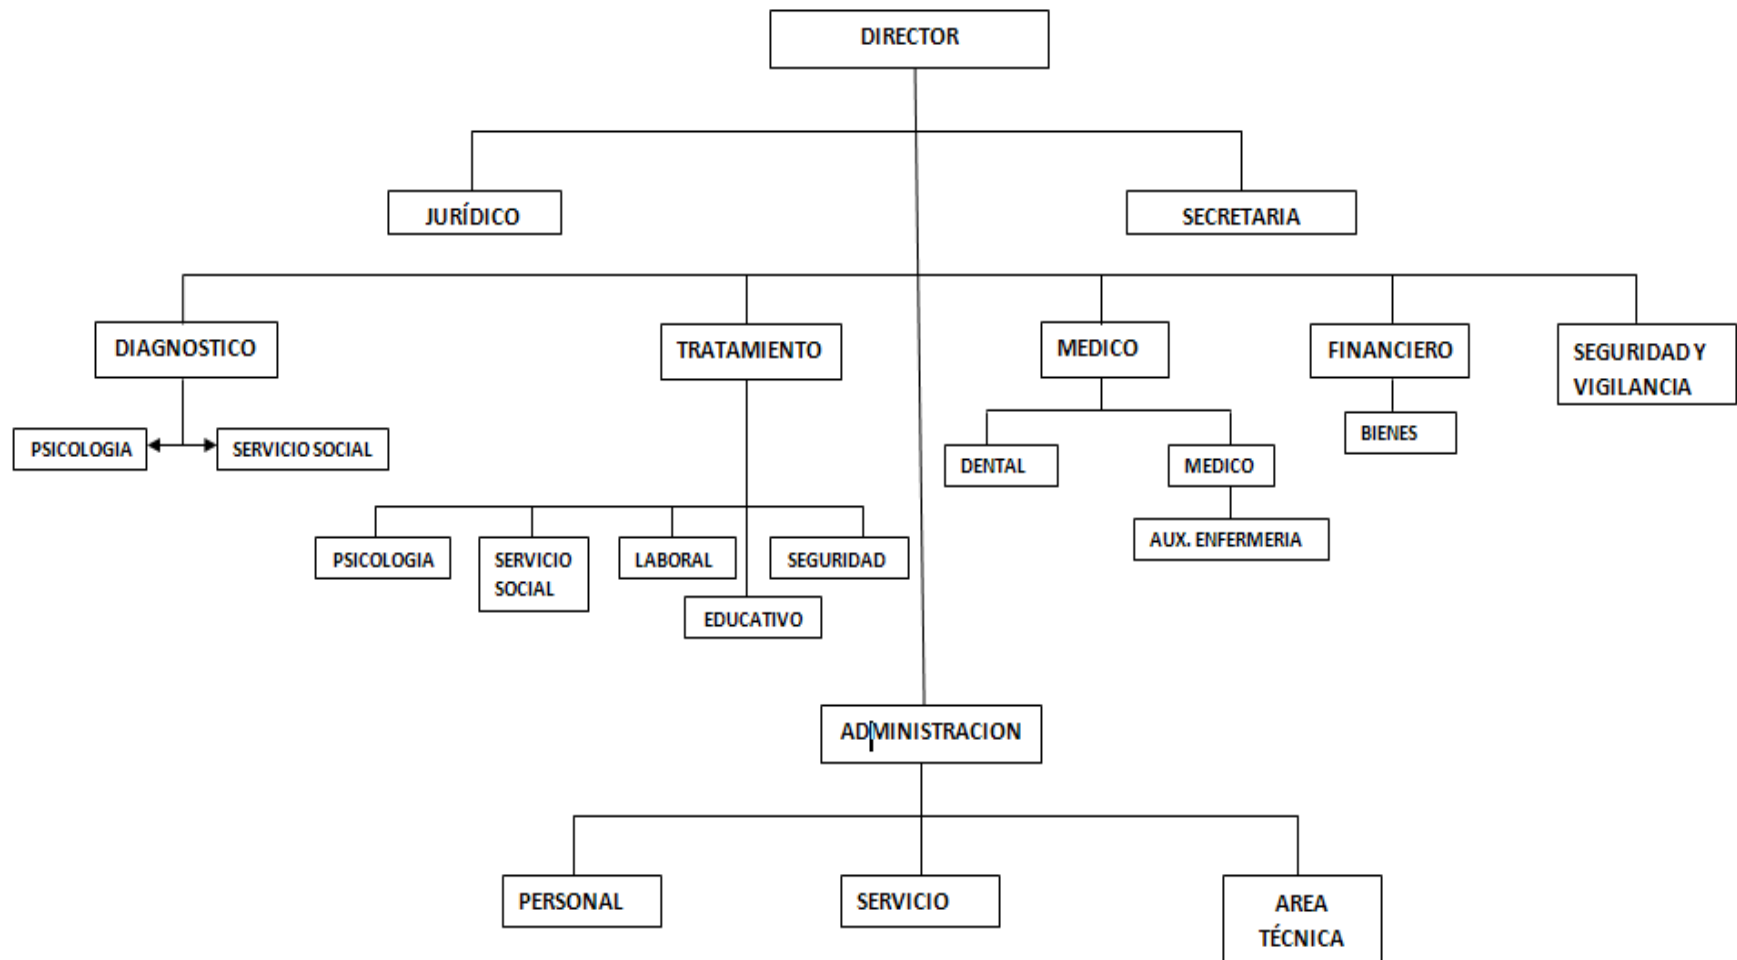 DIRECTOR
JURÍDICO
SECRETARIA
DIAGNOSTICO
TRATAMIENTO
MEDICO
FINANCIERO
SEGURIDAD Y
VIGILANCIA
PSICOLOGIA
SERVICIO SOCIAL
DENTAL
MEDICO
BIENES
AUX. ENFERMERIA
PSICOLOGIA
SERVICIO
SOCIAL
LABORAL
SEGURIDAD
EDUCATIVO
ADMINISTRACION
PERSONAL
SERVICIO
AREA
TÉCNICA